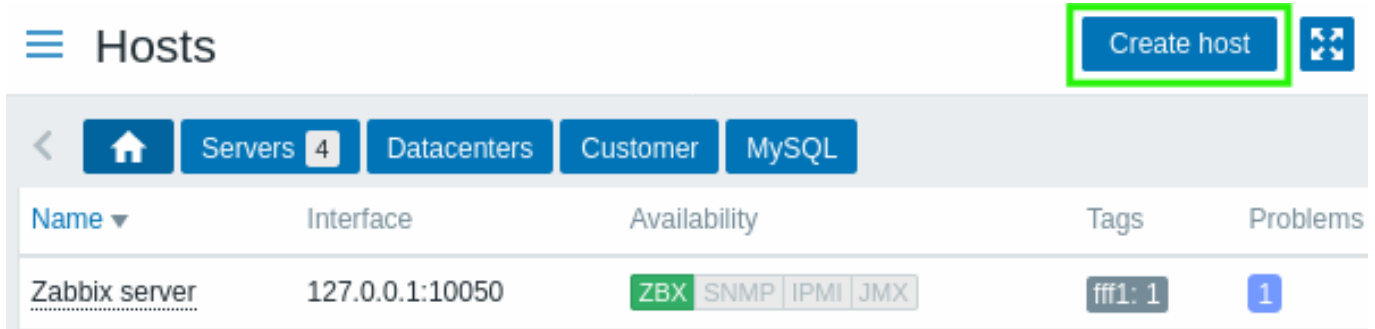 Hosts Create host
Servers 4 Datacenters Customer MySQL
Name Interface Availability Tags Problems
Zabbix server 127.0.0.1:10050 ZBX SNMP IPMI JMX fff1: 1 1